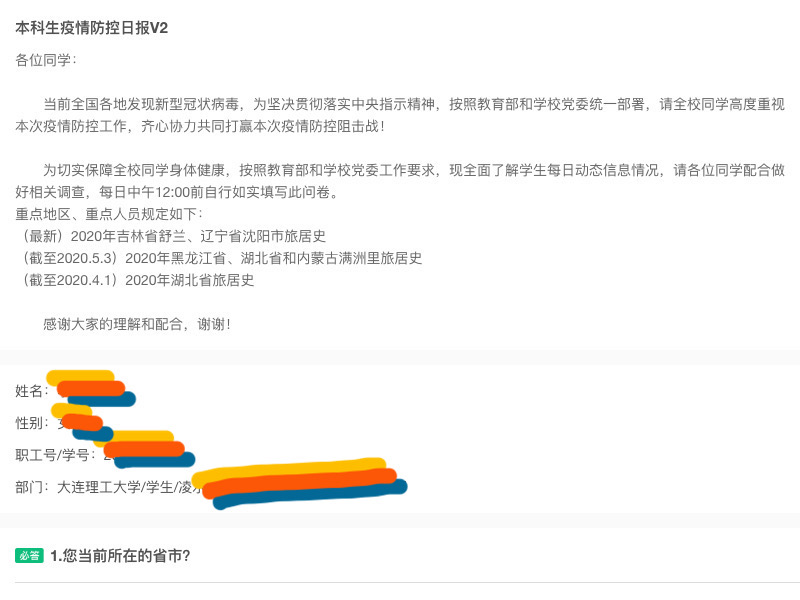 本科生疫情防控日报V2
各位同学：
当前全国各地发现新型冠状病毒，为坚决贯彻落实中央指示精神，按照教育部和学校党委统一部署，请全校同学高度重视
本次疫情防控工作，齐心协力共同打赢本次疫情防控阻击战！
为切实保障全校同学身体健康，按照教育部和学校党委工作要求，现全面了解学生每日动态信息情况，请各位同学配合做
好相关调查，每日中午12:00前自行如实填写此问卷。
重点地区、重点人员规定如下：
（最新）2020年吉林省舒兰、辽宁省沈阳市旅居史
（截至2020.5.3）2020年黑龙江省、湖北省和内蒙古满洲里旅居史
（截至2020.4.1）2020年湖北省旅居史
感谢大家的理解和配合，谢谢！
姓名：
性别：
职工号/学号：2
部门：大连理工大学/学生/凌
必答 1.您当前所在的省市?